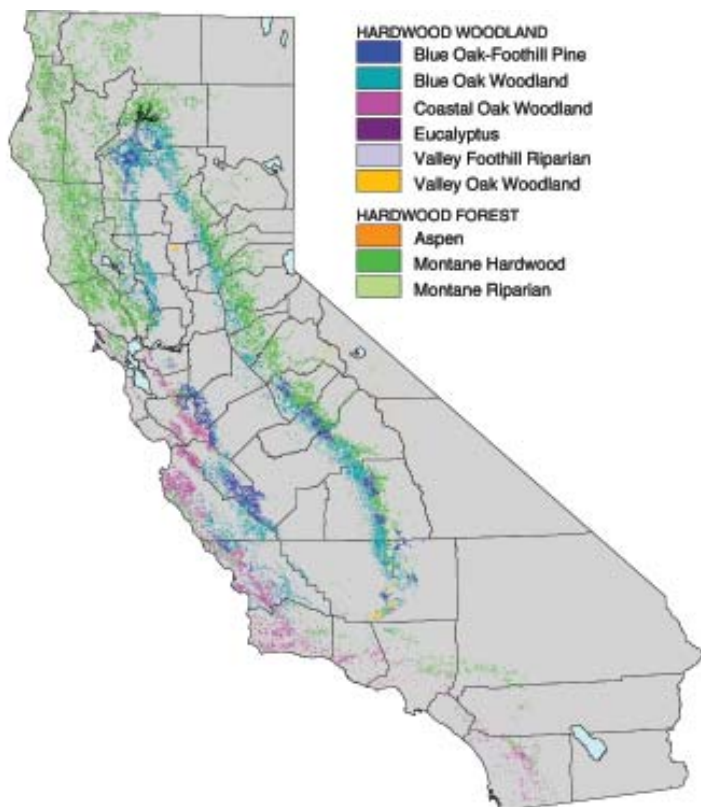 HARDWOOD WOODLAND
Blue Oak-Foothill Pine
Blue Oak Woodland
Coastal Oak Woodland
Eucalyptus
Valley Foothill Riparian
Valley Oak Woodland
HARDWOOD FOREST
Aspen
Montane Hardwood
Montane Riparian